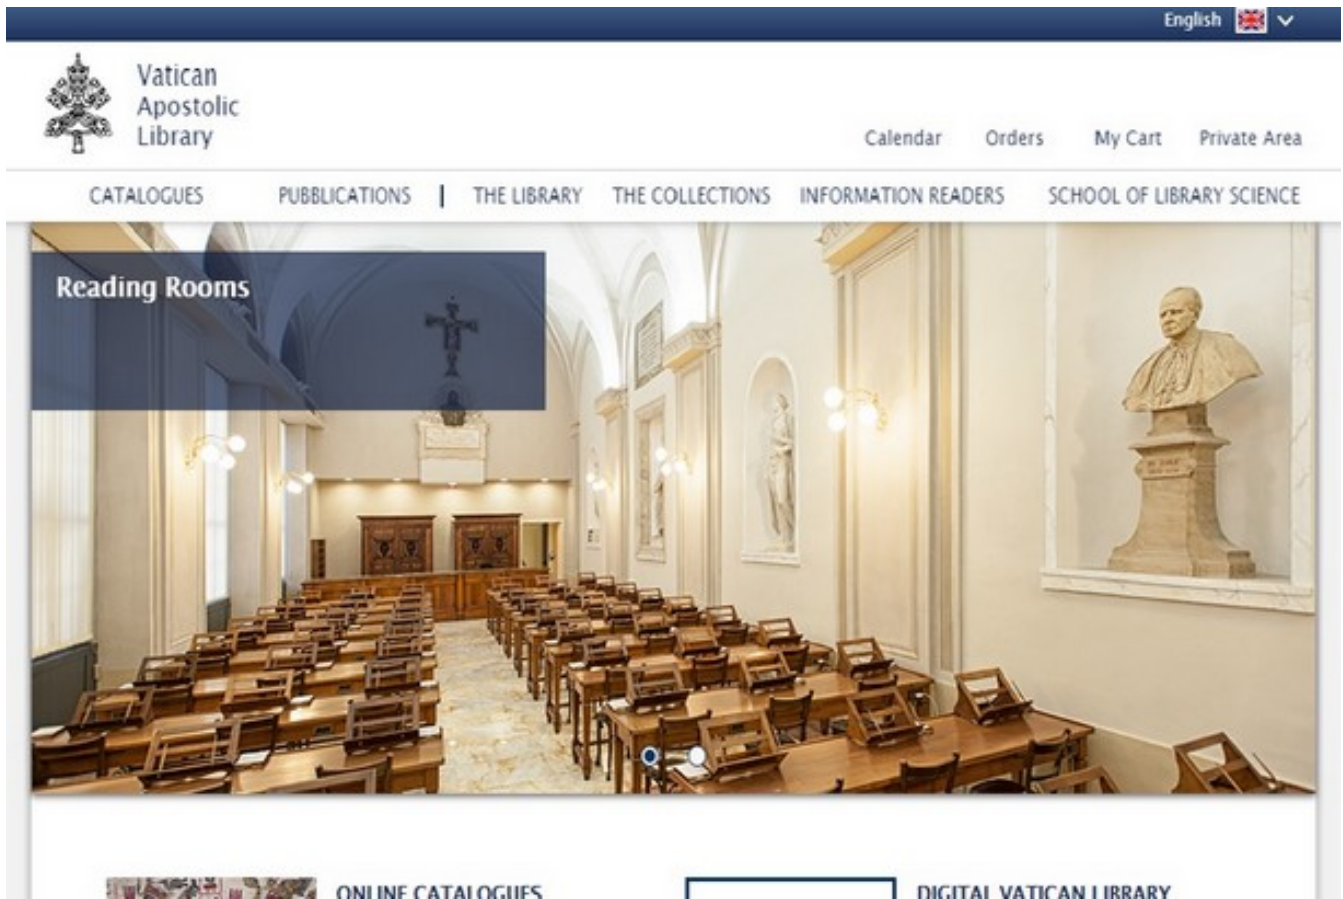 English
Vatican
Apostolic
Library
Calendar Orders My Cart Private Area
CATALOGUES PUBBLICATIONS | THE LIBRARY THE COLLECTIONS INFORMATION READERS SCHOOL OF LIBRARY SCIENCE
Reading Rooms
ONLINE CATALOGUES
DIGITAL VATICAN LIBRARY